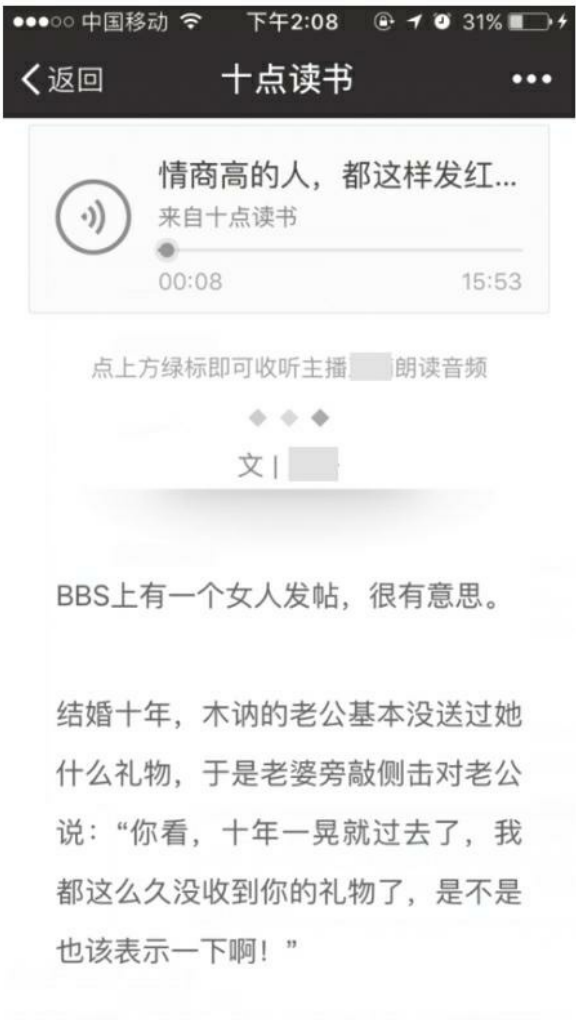 中国移动 下午2:08 31%
返回 十点读书
情商高的人，都这样发红...
来自十点读书
00:08 15:53
点上方绿标即可收听主播 朗读音频
文 |
BBS上有一个女人发帖，很有意思。
结婚十年，木讷的老公基本没送过她
什么礼物，于是老婆旁敲侧击对老公
说：“你看，十年一晃就过去了，我
都这么久没收到你的礼物了，是不是
也该表示一下啊！”